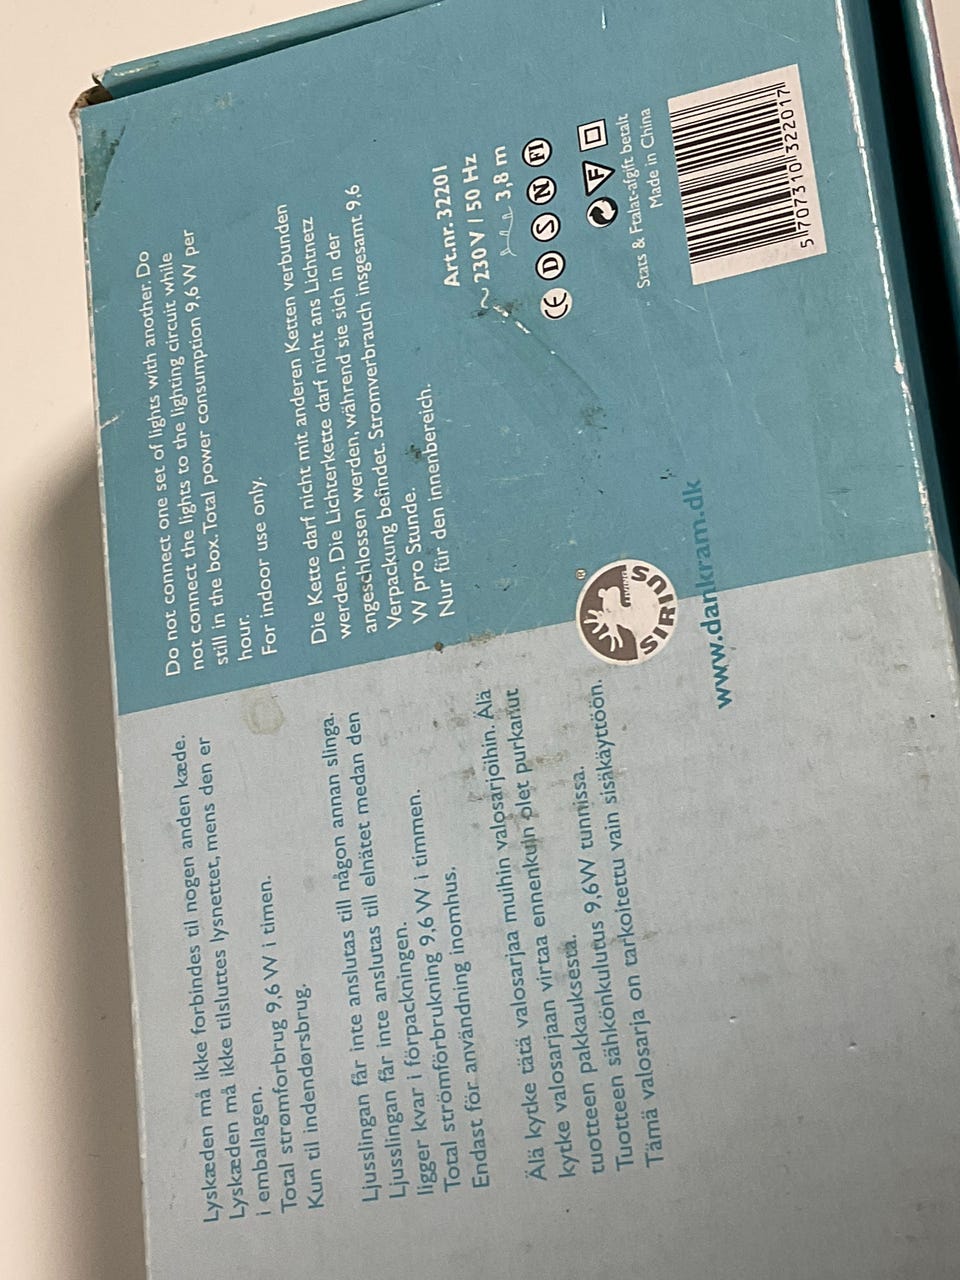 Lyskæden må ikke forbindes til nogen anden kæde.
Lyskæden må ikke tilsluttes lysnettet, mens den er
i emballagen.
Total strømforbrug 9,6 W i timen.
Kun til indendørsbrug.
Ljusslingan får inte anslutas till någon annan slinga.
Ljusslingan får inte anslutas till elnätet medan den
ligger kvar i förpackningen.
Total strömförbrukning 9,6 W i timmen.
Endast för användning inomhus.
Älä kytke tätä valosarjaa muihin valosarjoihin. Älä
kytke valosarjaan virtaa ennenkuin olet purkanut
tuotteen pakkauksesta.
Tuotteen sähkönkulutus 9,6W tunnissa.
Tämä valosarja on tarkoitettu vain sisäkäyttöön.
Do not connect one set of lights with another. Do
not connect the lights to the lighting circuit while
still in the box. Total power consumption 9,6 W per
hour.
For indoor use only.
Die Kette darf nicht mit anderen Ketten verbunden
werden. Die Lichterkette darf nicht ans Lichtnetz
angeschlossen werden, während sie sich in der
Verpackung befindet. Stromverbrauch insgesamt 9,6
W pro Stunde.
Nur für den innenbereich.
Art.nr. 32201
~ 230 V / 50 Hz
3,8 m
CE D S N FI
F
Stats & Ftalat-afgift betalt
Made in China
5 707310 322017
SIRIUS
LIVING
®
www.dankram.dk